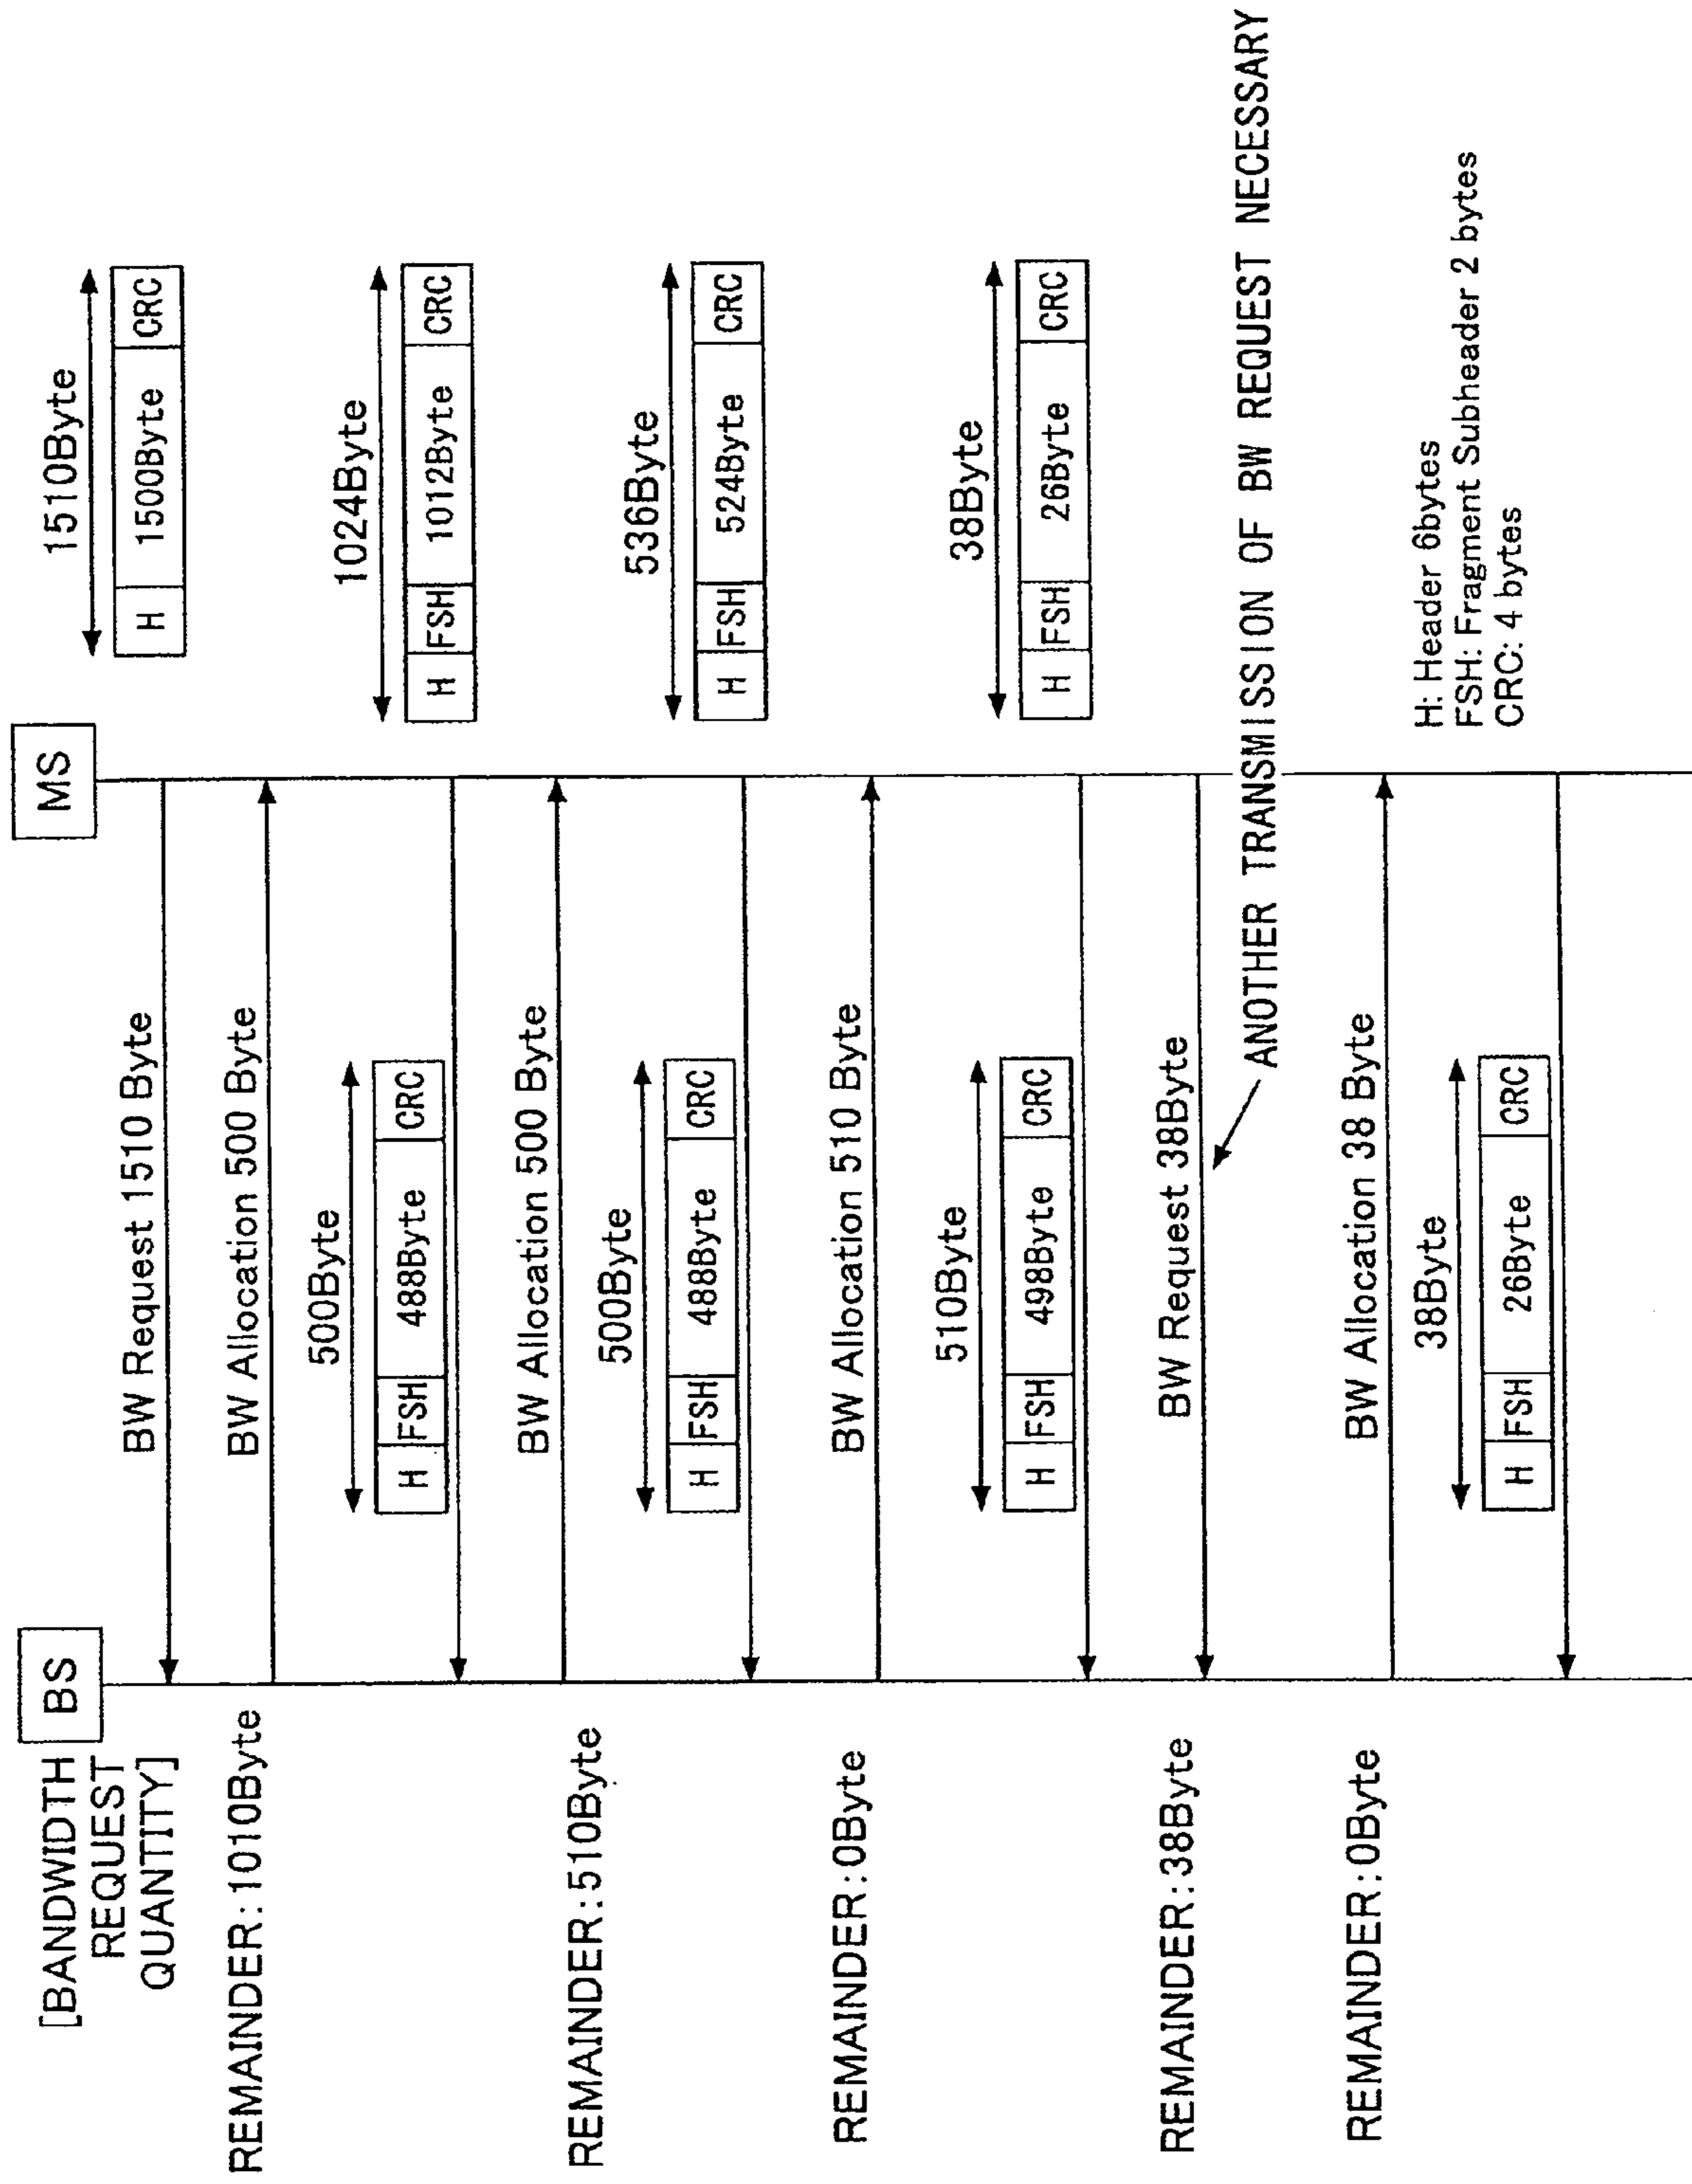 [BANDWIDTH
REQUEST
QUANTITY]
BS
MS
BW Request 1510 Byte
1510Byte
H 1500Byte CRC
REMAINDER:1010Byte
BW Allocation 500 Byte
500Byte
H FSH 488Byte CRC
1024Byte
H FSH 1012Byte CRC
REMAINDER:510Byte
BW Allocation 500 Byte
500Byte
H FSH 488Byte CRC
536Byte
H FSH 524Byte CRC
REMAINDER:0Byte
BW Allocation 510 Byte
510Byte
H FSH 498Byte CRC
38Byte
H FSH 26Byte CRC
REMAINDER:38Byte
BW Request 38Byte
ANOTHER TRANSMISSION OF BW REQUEST NECESSARY
REMAINDER:0Byte
BW Allocation 38 Byte
38Byte
H FSH 26Byte CRC
H: Header 6bytes
FSH: Fragment Subheader 2 bytes
CRC: 4 bytes